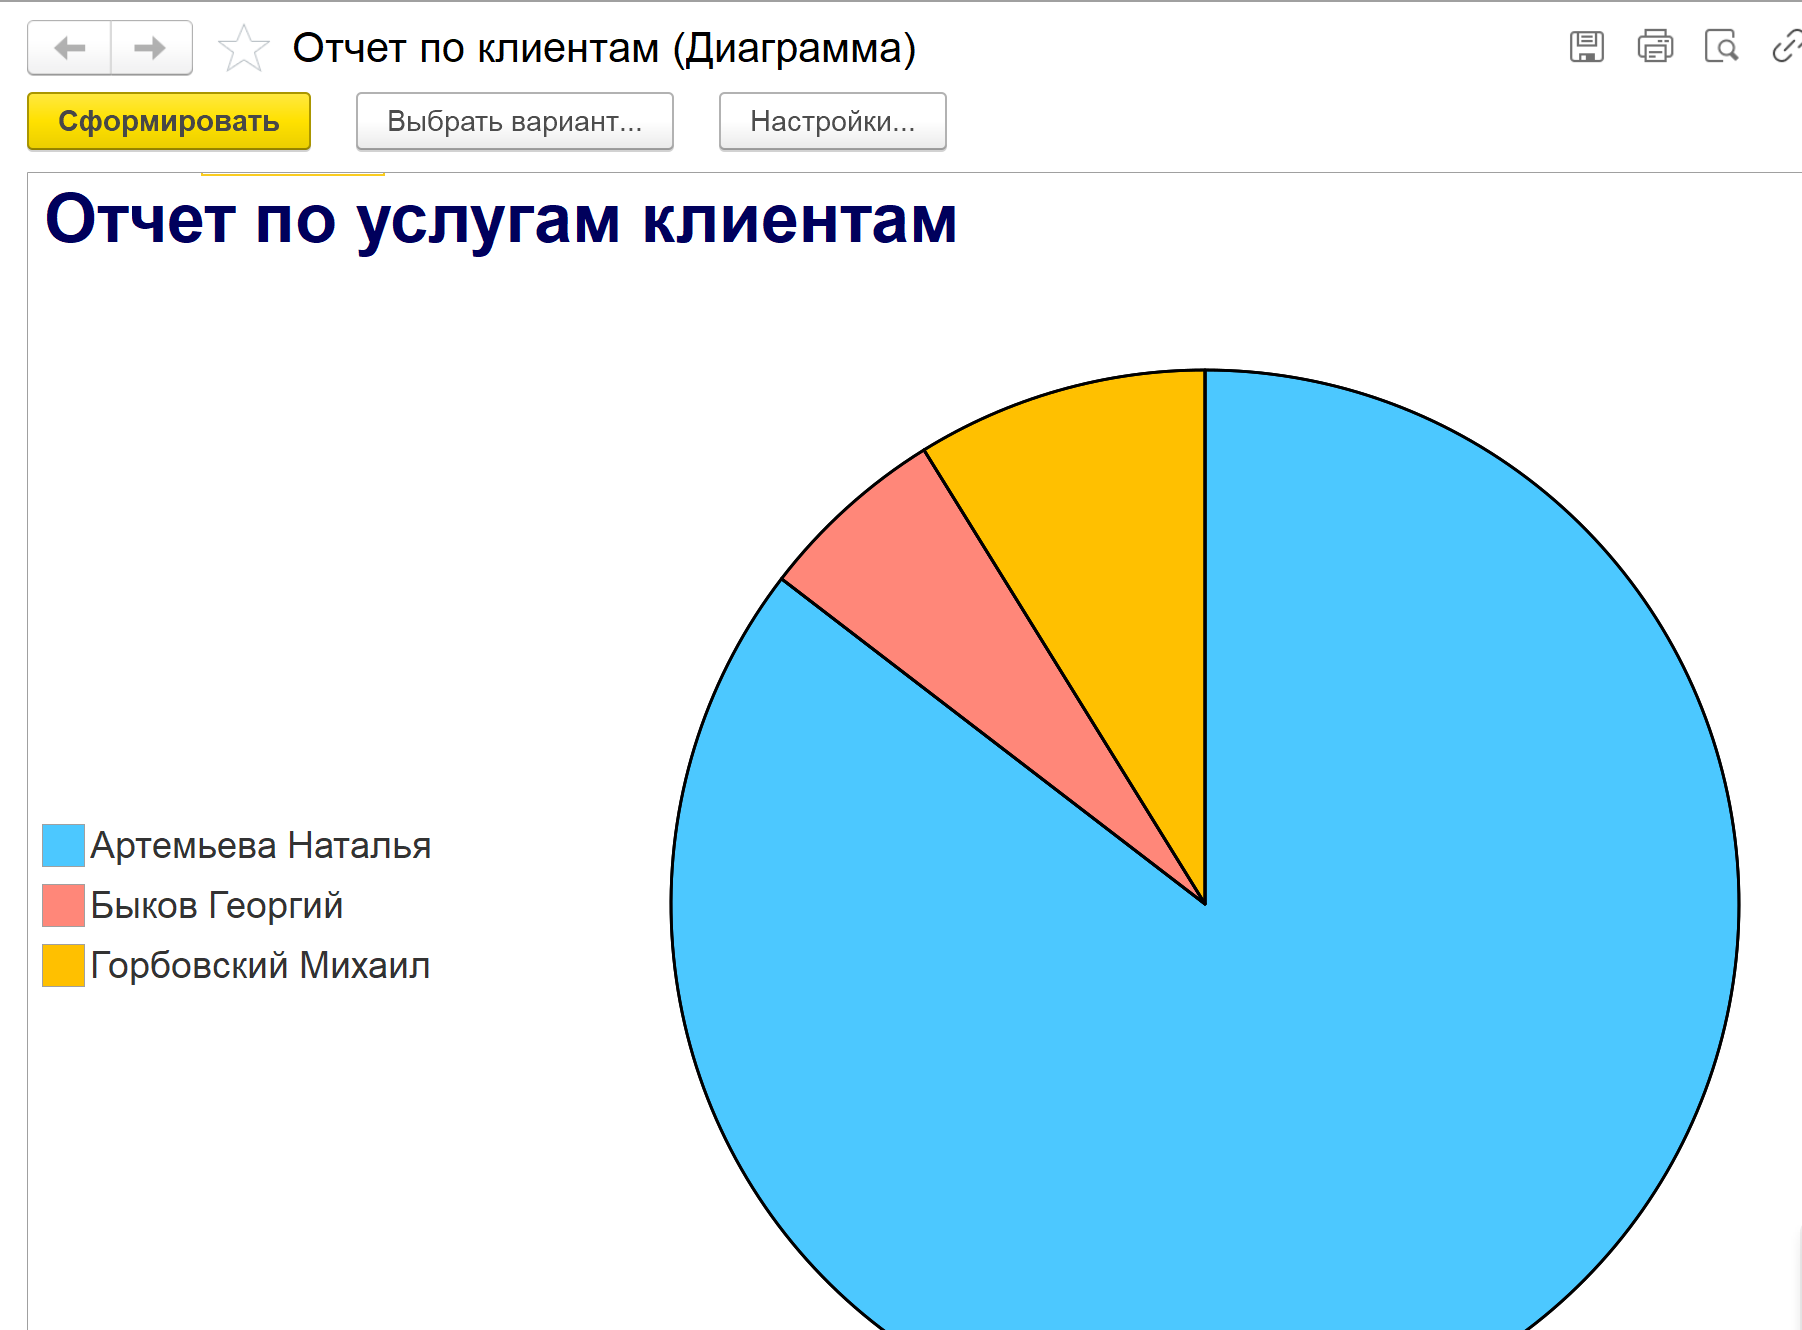 Отчет по клиентам (Диаграмма)
Сформировать
Выбрать вариант...
Настройки...
Отчет по услугам клиентам
Артемьева Наталья
Быков Георгий
Горбовский Михаил